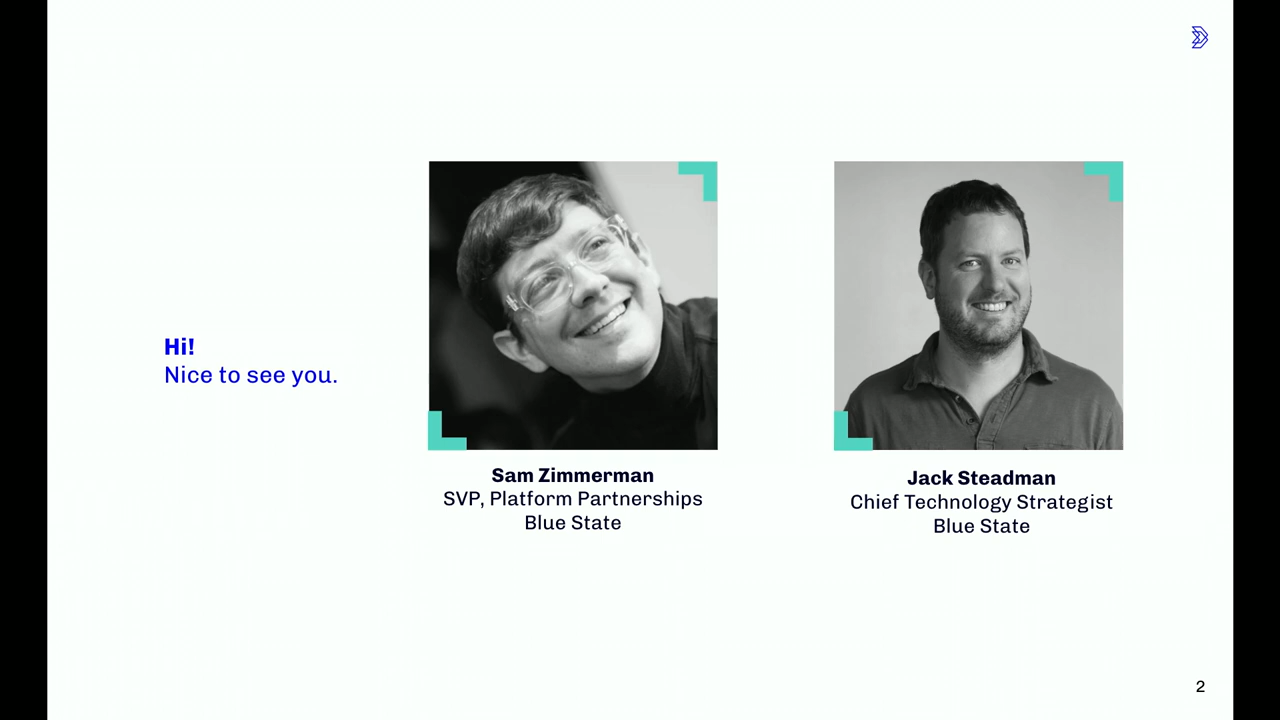 Hi!
Nice to see you.
Sam Zimmerman
SVP, Platform Partnerships
Blue State
Jack Steadman
Chief Technology Strategist
Blue State
2